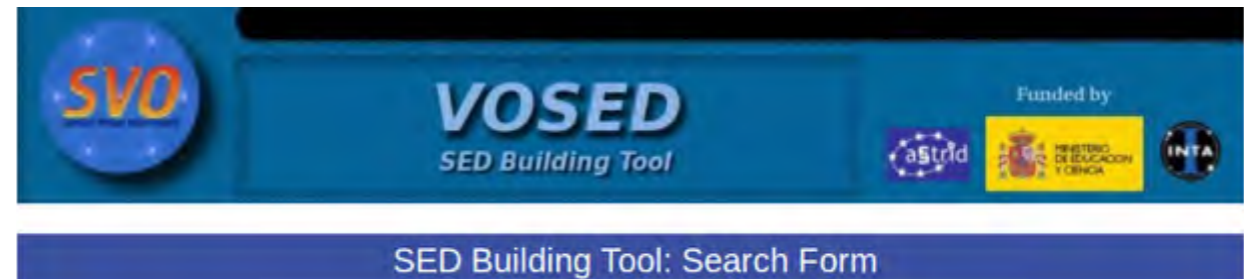 SVO
VOSED
SED Building Tool
Funded by
astrid
MINISTERIO
DE EDUCACION
Y CIENCIA
INTA
SED Building Tool: Search Form